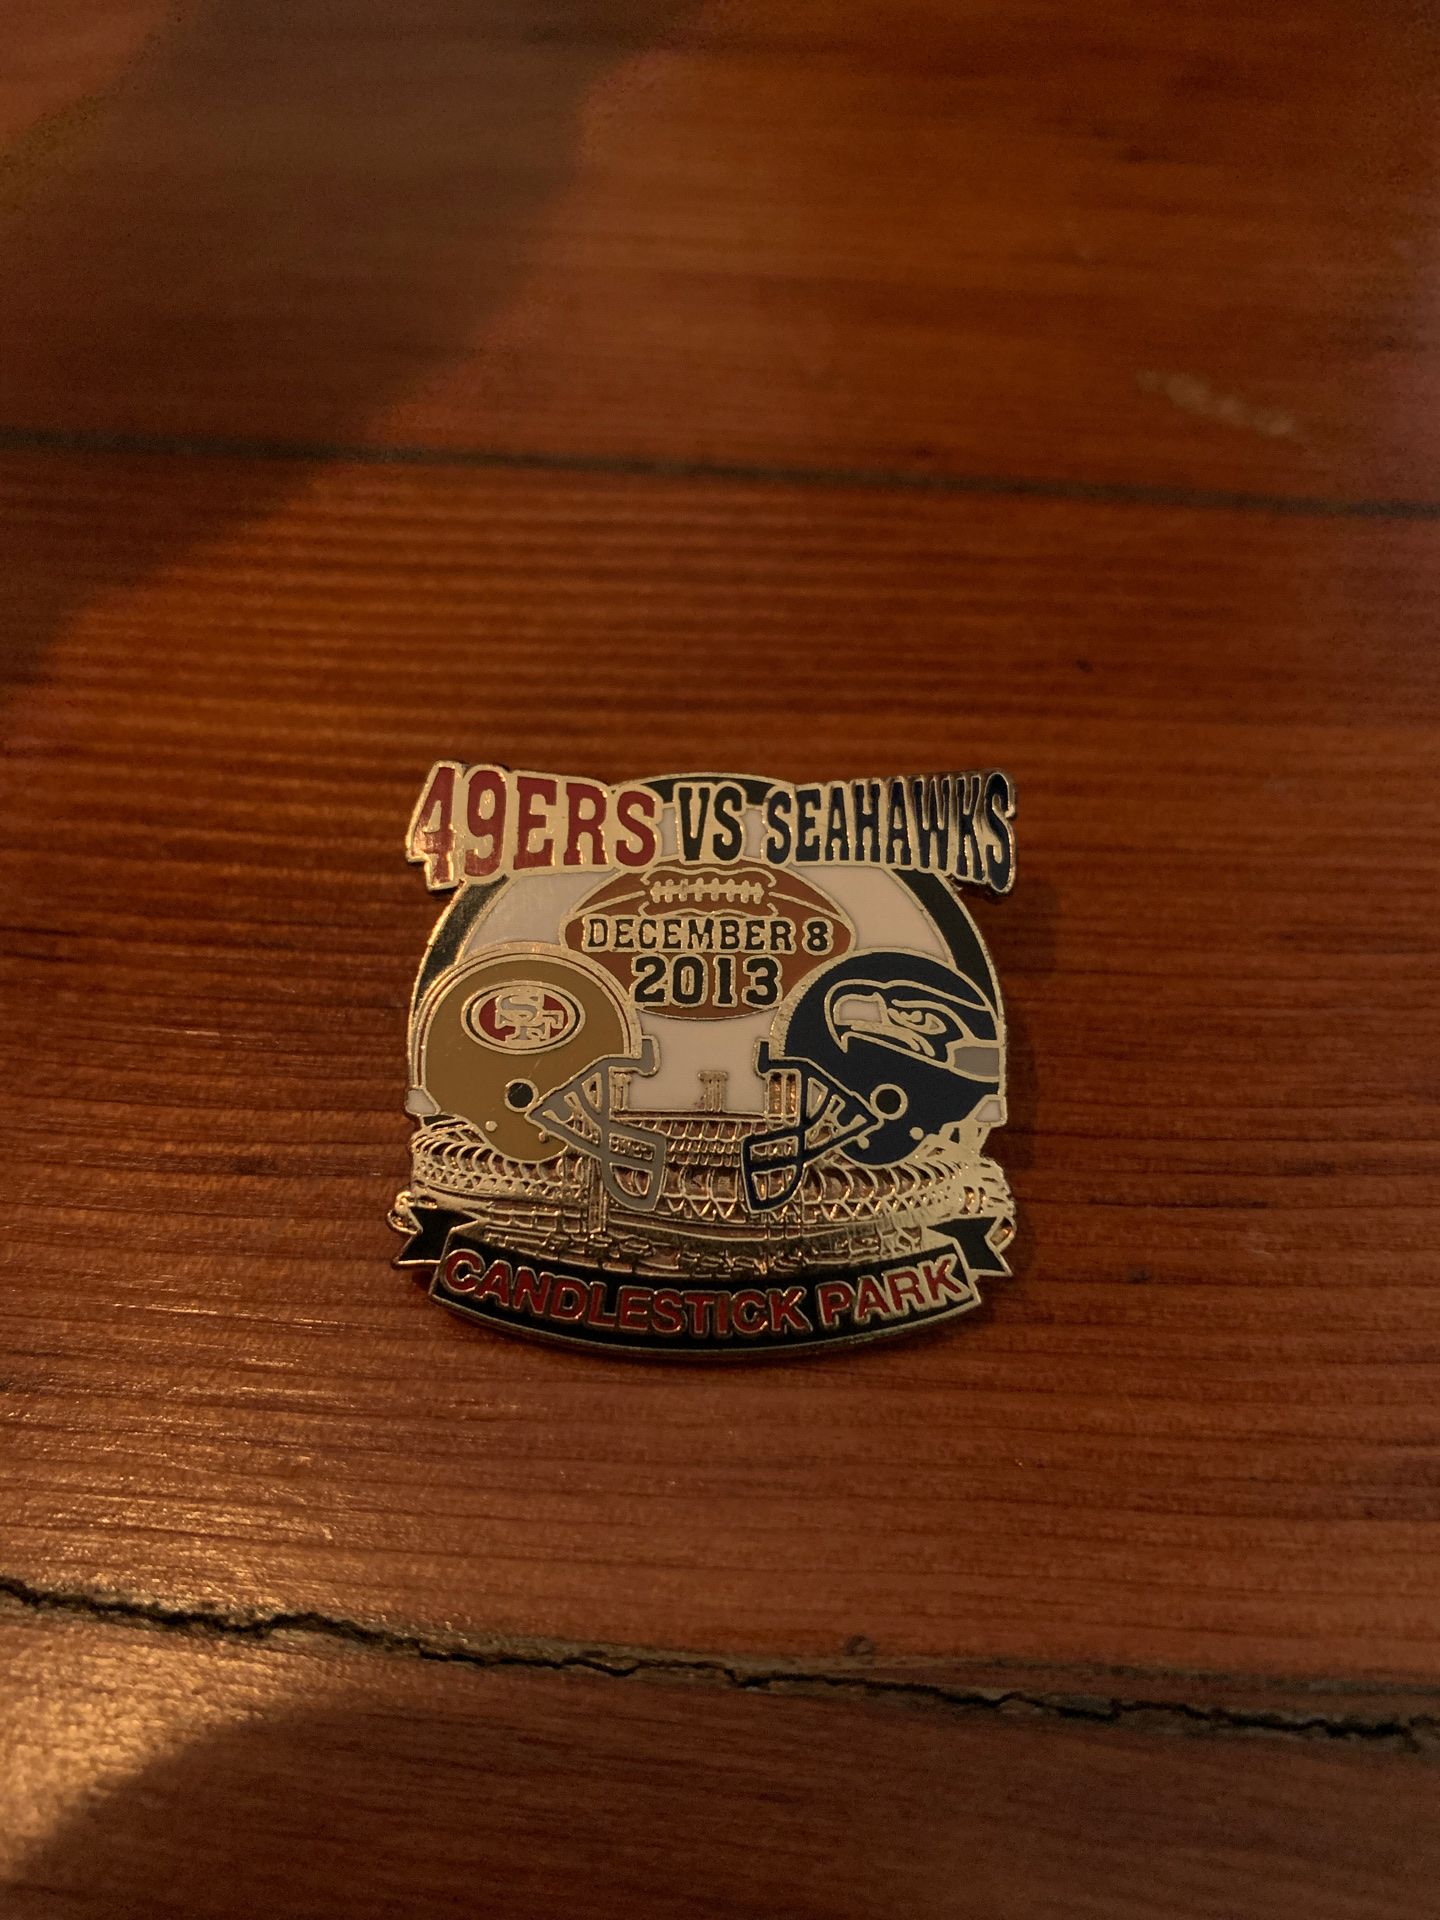 49ERS VS SEAHAWKS
DECEMBER 8
2013
SF
CANDLESTICK PARK